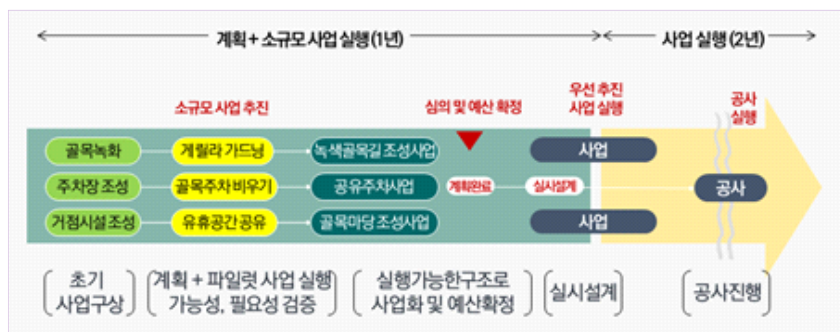 계획 + 소규모 사업 실행 (1년)
사업 실행 (2년)
소규모 사업 추진
심의 및 예산 확정
우선 추진
사업 실행
공사
실행
골목녹화
게릴라 가드닝
녹색골목길 조성사업
사업
주차장 조성
골목주차 비우기
공유주차사업
계획완료
실시설계
공사
거점시설 조성
유휴공간 공유
골목마당 조성사업
사업
초기
사업구상
계획 + 파일럿 사업 실행
가능성, 필요성 검증
실행가능한구조로
사업화 및 예산확정
실시설계
공사진행